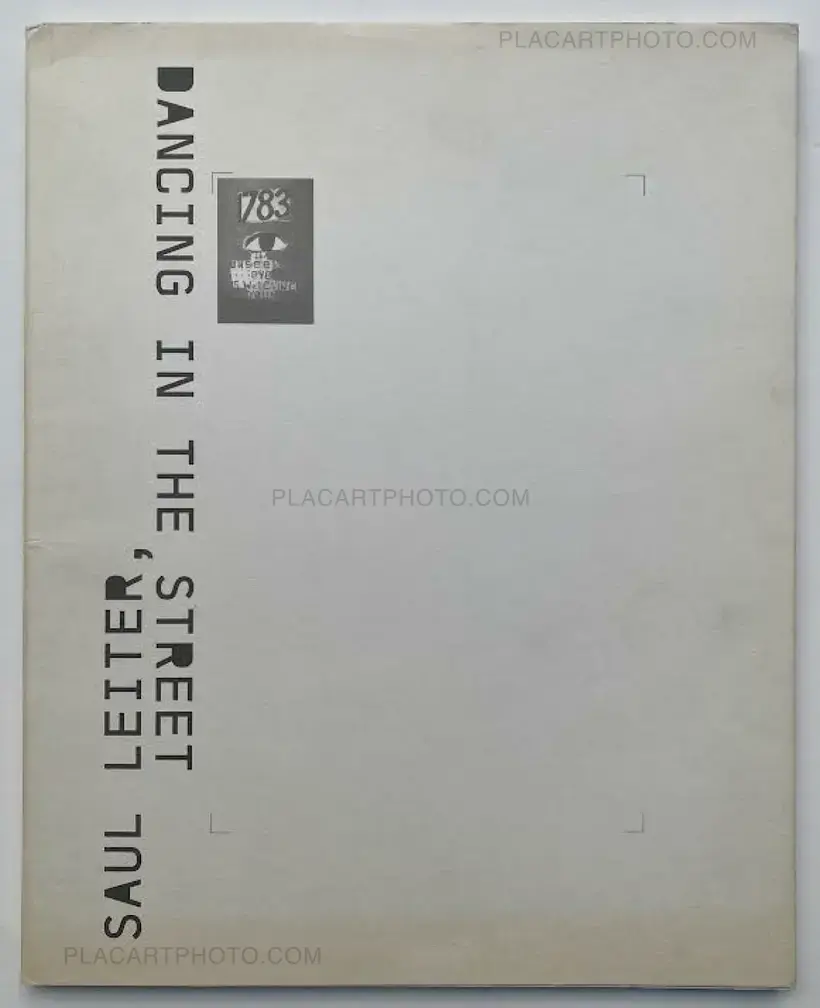 PLACARTPHOTO.COM
DANCING IN THE STREET
SAUL LEITER,
1783
PLACARTPHOTO.COM
PLACARTPHOTO.COM